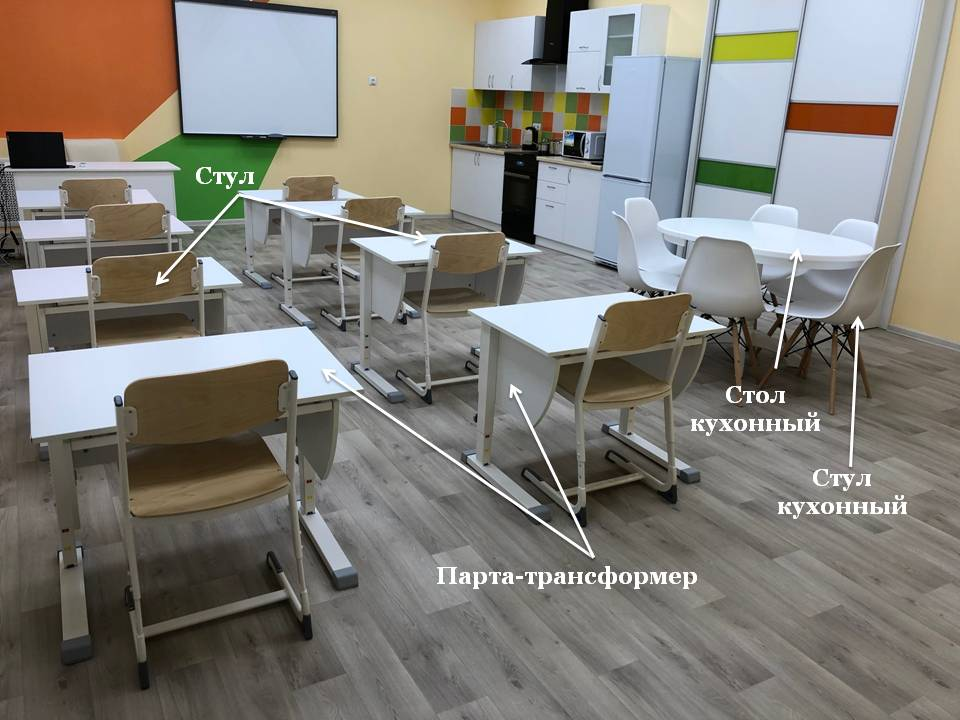 Стул
Стол
кухонный
Стул
кухонный
Парта-трансформер